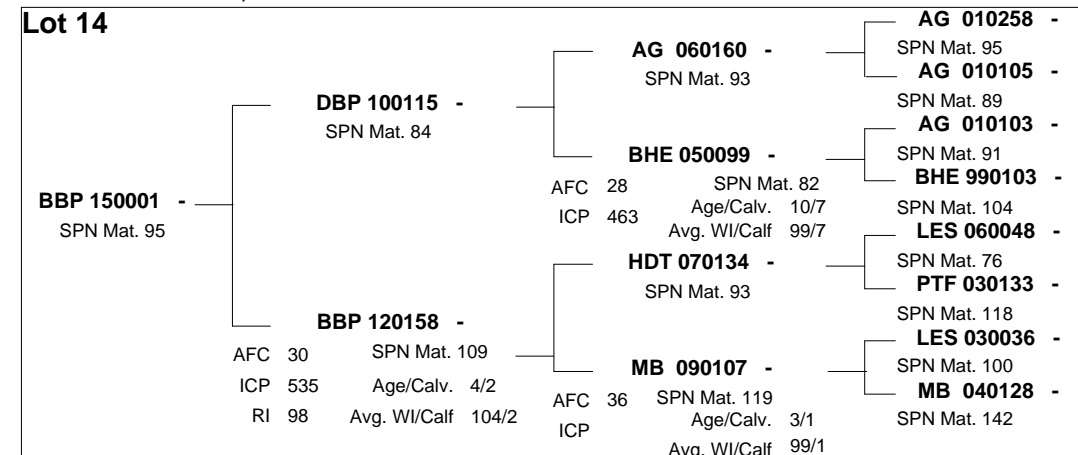 Lot 14
BBP 150001 -
SPN Mat. 95
DBP 100115 -
SPN Mat. 84
BBP 120158 -
AFC 30 SPN Mat. 109
ICP 535 Age/Calv. 4/2
RI 98 Avg. WI/Calf 104/2
AG 060160 -
SPN Mat. 93
BHE 050099 -
AFC 28 SPN Mat. 82
ICP 463 Age/Calv. 10/7
Avg. WI/Calf 99/7
HDT 070134 -
SPN Mat. 93
MB 090107 -
AFC 36 SPN Mat. 119
ICP Age/Calv. 3/1
Avg. WI/Calf 99/1
AG 010258 -
SPN Mat. 95
AG 010105 -
SPN Mat. 89
AG 010103 -
SPN Mat. 91
BHE 990103 -
SPN Mat. 104
LES 060048 -
SPN Mat. 76
PTF 030133 -
SPN Mat. 118
LES 030036 -
SPN Mat. 100
MB 040128 -
SPN Mat. 142